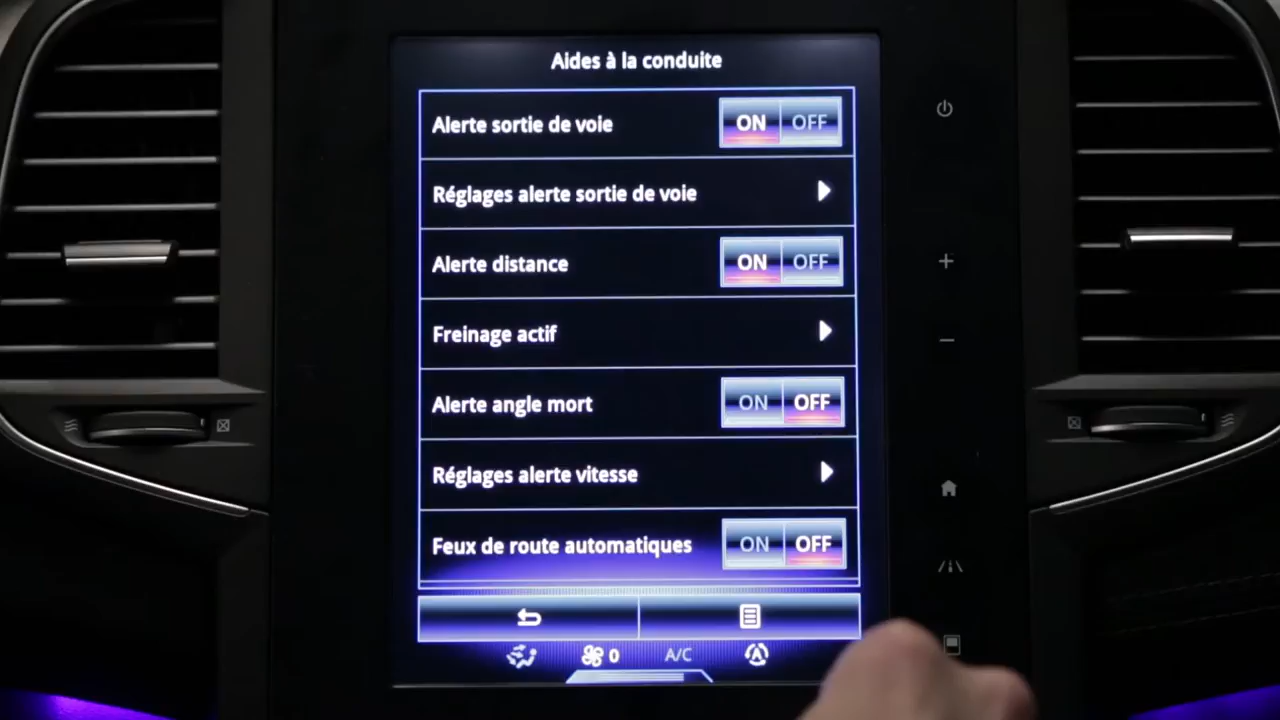 Aides à la conduite
Alerte sortie de voie ON OFF
Réglages alerte sortie de voie
Alerte distance ON OFF
Freinage actif
Alerte angle mort ON OFF
Réglages alerte vitesse
Feux de route automatiques ON OFF
0 A/C